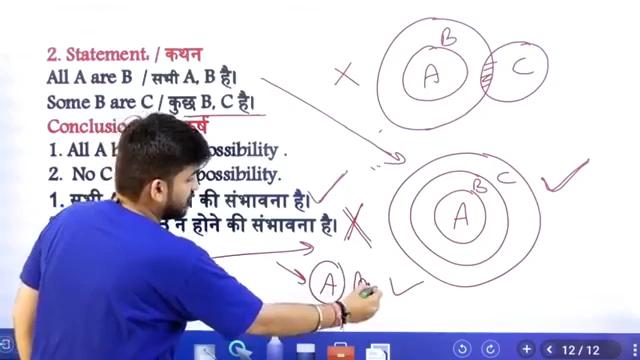 2. Statement / कथन
All A are B / सभी A, B है।
Some B are C / कुछ B, C है।
Conclusion
1. All A possibility .
2. No C possibility.
1. सभी की संभावना है।
न होने की संभावना है।
A B C
A B C
A
12 / 12